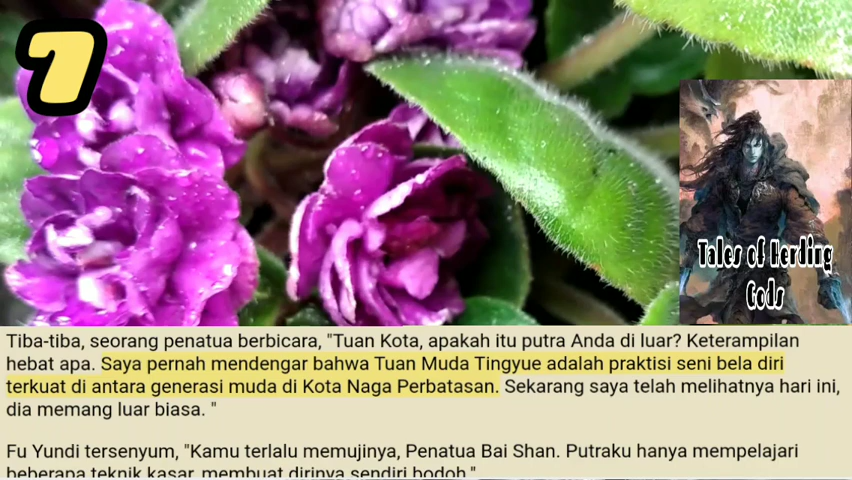 7
Tales of Herding
Gods
Tiba-tiba, seorang penatua berbicara, "Tuan Kota, apakah itu putra Anda di luar? Keterampilan
hebat apa. Saya pernah mendengar bahwa Tuan Muda Tingyue adalah praktisi seni bela diri
terkuat di antara generasi muda di Kota Naga Perbatasan. Sekarang saya telah melihatnya hari ini,
dia memang luar biasa. "
Fu Yundi tersenyum, "Kamu terlalu memujinya, Penatua Bai Shan. Putraku hanya mempelajari
beberapa teknik kasar, membuat dirinya sendiri bodoh."